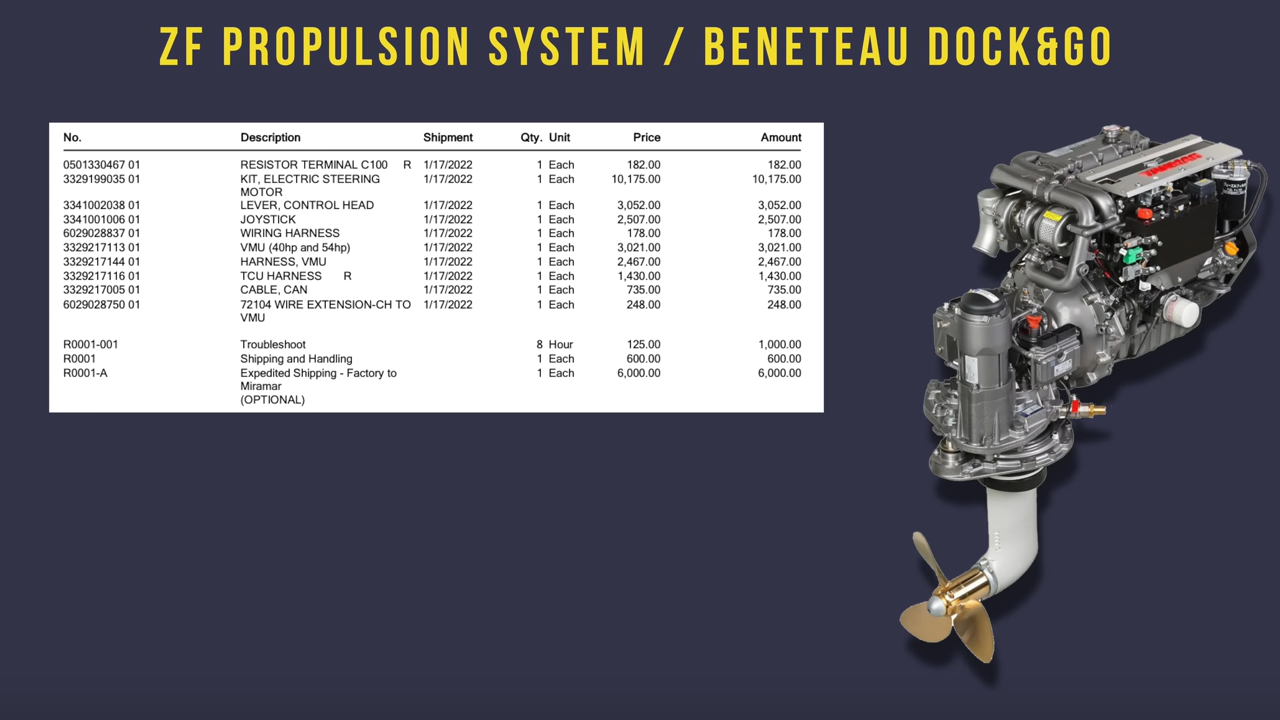 ZF PROPULSION SYSTEM / BENETEAU DOCK&GO
No. Description Shipment Qty. Unit Price Amount
0501330467 01 RESISTOR TERMINAL C100 R 1/17/2022 1 Each 182.00 182.00
3329199035 01 KIT, ELECTRIC STEERING 1/17/2022 1 Each 10,175.00 10,175.00
MOTOR
3341002038 01 LEVER, CONTROL HEAD 1/17/2022 1 Each 3,052.00 3,052.00
3341001006 01 JOYSTICK 1/17/2022 1 Each 2,507.00 2,507.00
6029028837 01 WIRING HARNESS 1/17/2022 1 Each 178.00 178.00
3329217113 01 VMU (40hp and 54hp) 1/17/2022 1 Each 3,021.00 3,021.00
3329217144 01 HARNESS, VMU 1/17/2022 1 Each 2,467.00 2,467.00
3329217116 01 TCU HARNESS R 1/17/2022 1 Each 1,430.00 1,430.00
3329217005 01 CABLE, CAN 1/17/2022 1 Each 735.00 735.00
6029028750 01 72104 WIRE EXTENSION-CH TO 1/17/2022 1 Each 248.00 248.00
VMU
R0001-001 Troubleshoot 8 Hour 125.00 1,000.00
R0001 Shipping and Handling 1 Each 600.00 600.00
R0001-A Expedited Shipping - Factory to 1 Each 6,000.00 6,000.00
Miramar
(OPTIONAL)
YANMAR